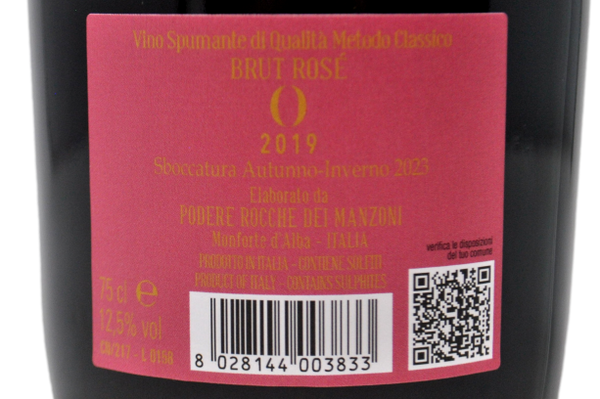 Vino Spumante di Qualità Metodo Classico
BRUT ROSÉ
2019
Sboccatura Autunno-Inverno 2023
Elaborato da
PODERE ROCCHE DEI MANZONI
Monforte d'Alba - ITALIA
PRODOTTO IN ITALIA - CONTIENE SOLFITI
PRODUCT OF ITALY - CONTAINS SULPHITES
75 cl e
12,5% vol
verifica le disposizioni
del tuo comune
8 028144 003833